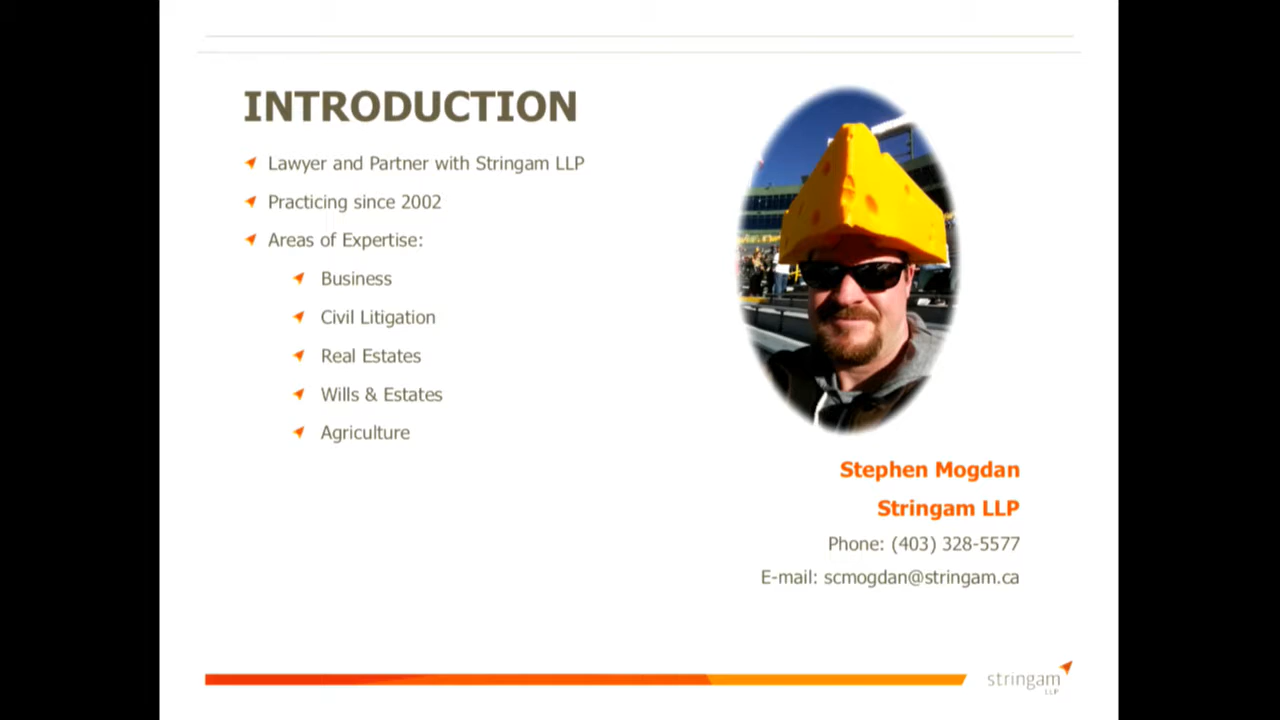 INTRODUCTION
Lawyer and Partner with Stringam LLP
Practicing since 2002
Areas of Expertise:
Business
Civil Litigation
Real Estates
Wills & Estates
Agriculture
Stephen Mogdan
Stringam LLP
Phone: (403) 328-5577
E-mail: scmogdan@stringam.ca
stringam
LLP